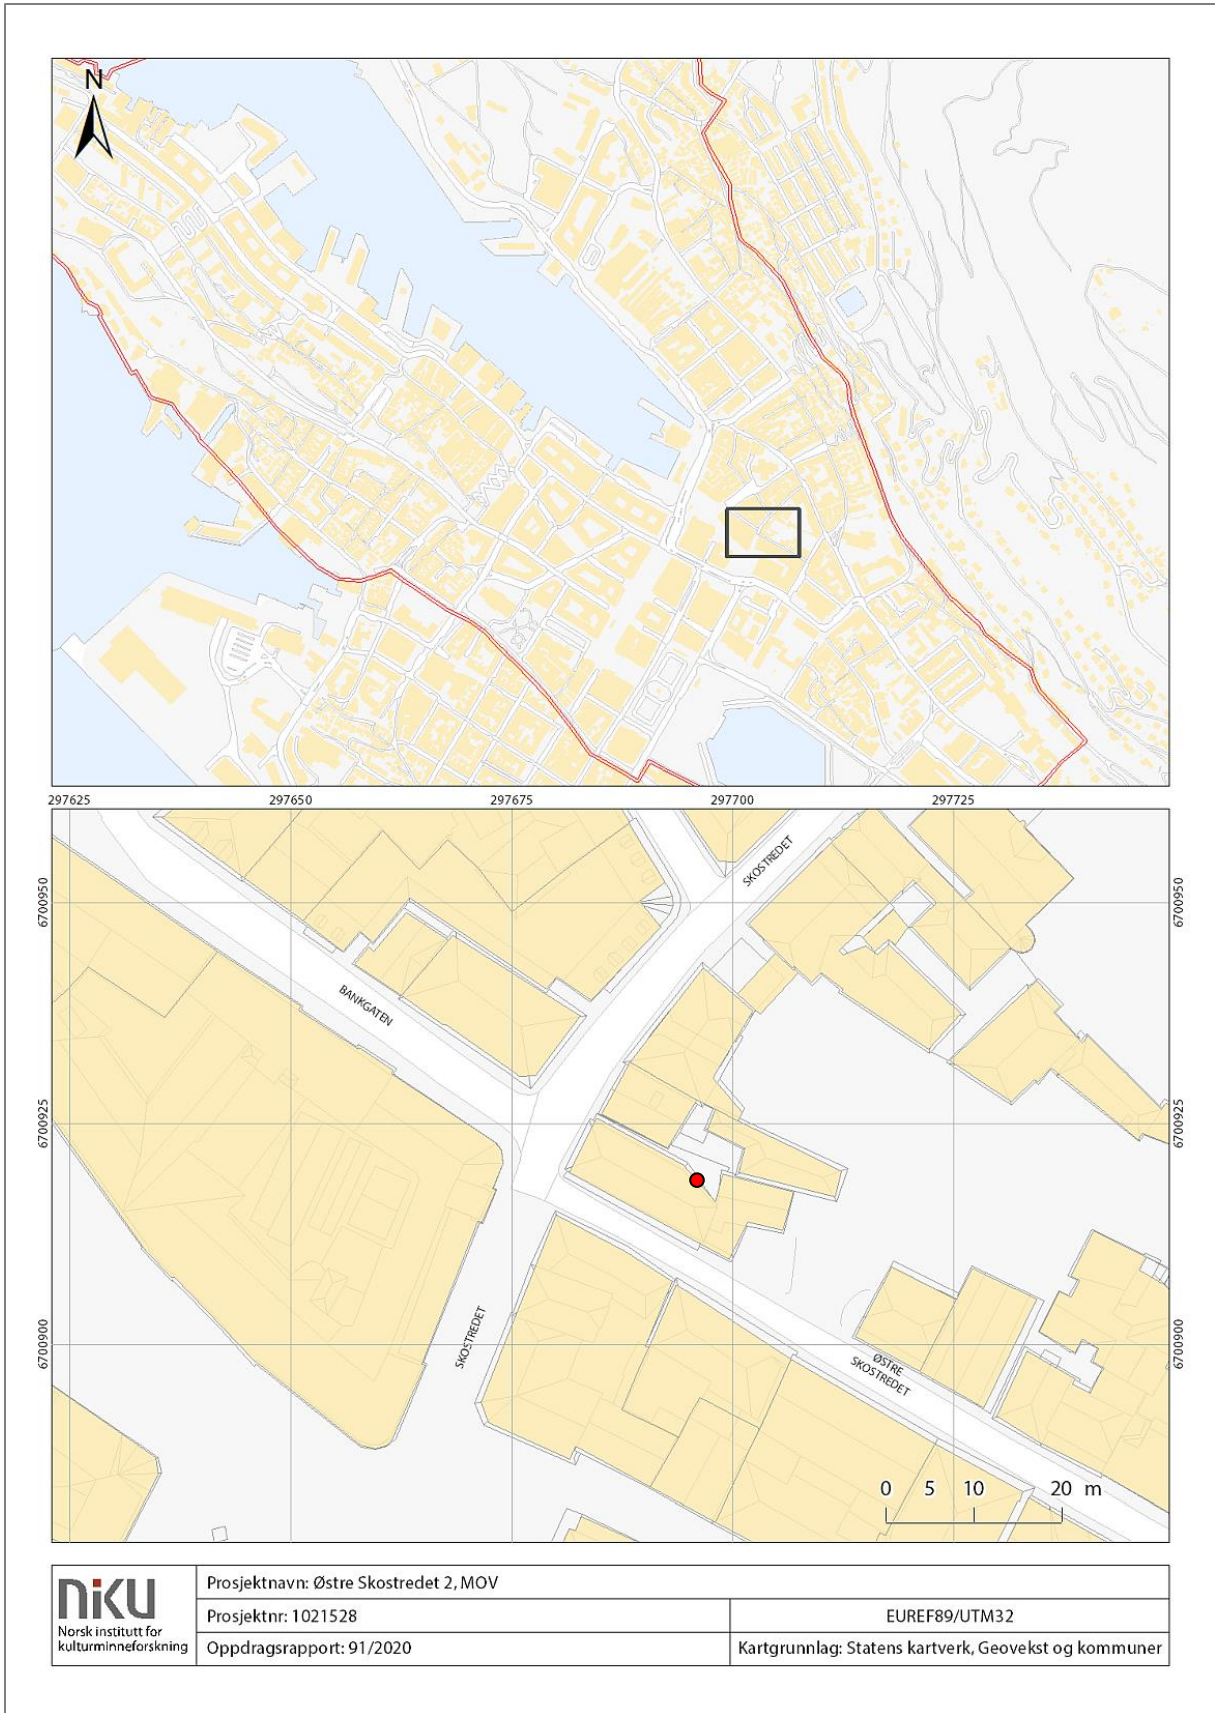 N
297625 297650 297675 297700 297725
6700950
6700950
SKOSTREDET
BANKGATEN
6700925
6700925
6700900
6700900
SKOSTREDET
ØSTRE
SKOSTREDET
0 5 10 20 m
niku
Norsk institutt for
kulturminneforskning
Prosjektnavn: Østre Skostredet 2, MOV
Prosjektnr: 1021528
EUREF89/UTM32
Oppdragsrapport: 91/2020
Kartgrunnlag: Statens kartverk, Geovekst og kommuner